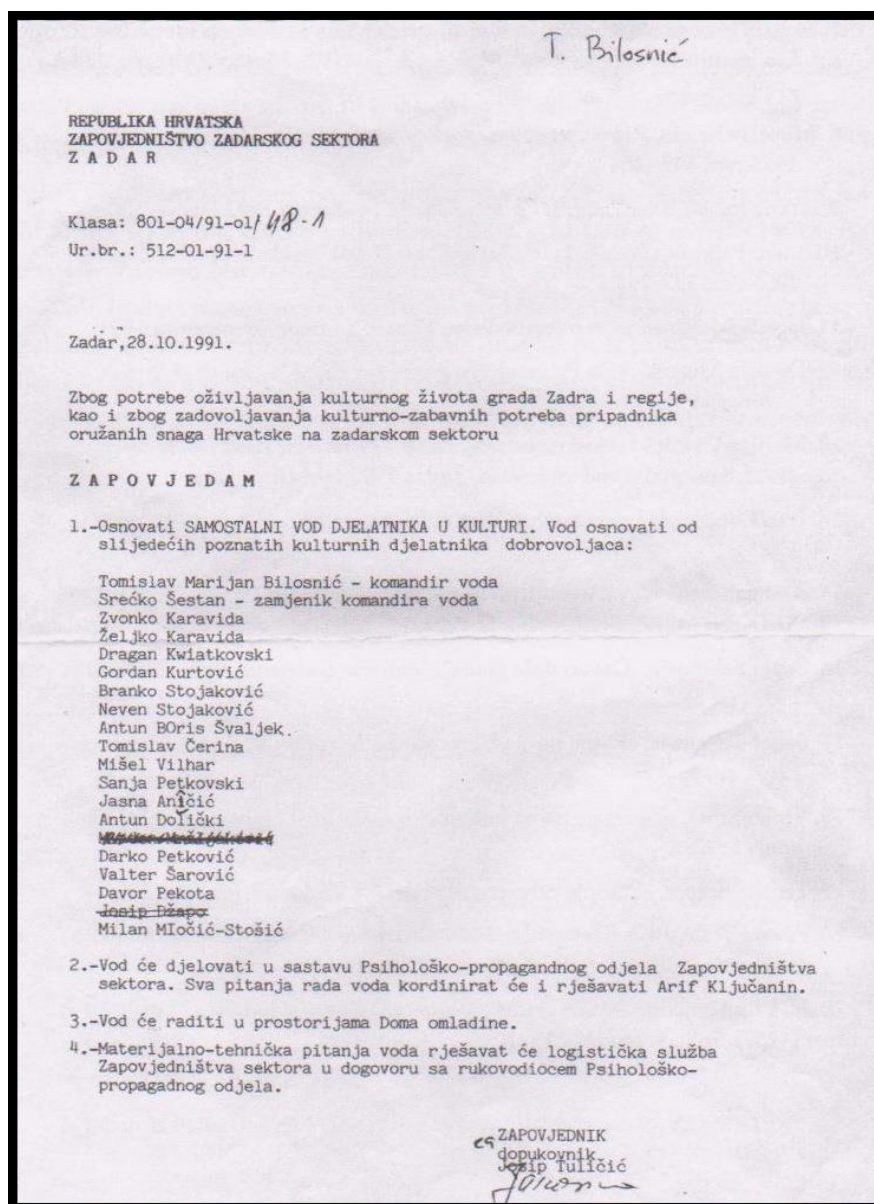 T. Bilosnić
REPUBLIKA HRVATSKA
ZAPOVJEDNIŠTVO ZADARSKOG SEKTORA
Z A D A R
Klasa: 801-04/91-01/48-1
Ur.br.: 512-01-91-1
Zadar,28.10.1991.
Zbog potrebe oživljavanja kulturnog života grada Zadra i regije,
kao i zbog zadovoljavanja kulturno-zabavnih potreba pripadnika
oružanih snaga Hrvatske na zadarskom sektoru
Z A P O V J E D A M
1.-Osnovati SAMOSTALNI VOD DJELATNIKA U KULTURI. Vod osnovati od
slijedećih poznatih kulturnih djelatnika dobrovoljaca:
Tomislav Marijan Bilosnić - komandir voda
Srećko Šestan - zamjenik komandira voda
Zvonko Karavida
Željko Karavida
Dragan Kwiatkovski
Gordan Kurtović
Branko Stojaković
Neven Stojaković
Antun BOris Švaljek.
Tomislav Čerina
Mišel Vilhar
Sanja Petkovski
Jasna Aničić
Antun Dolički
Darko Petković
Valter Šarović
Davor Pekota
Josip Džapo
Milan MIočić-Stošić
2.-Vod će djelovati u sastavu Psihološko-propagandnog odjela Zapovjedništva
sektora. Sva pitanja rada voda kordinirat će i rješavati Arif Ključanin.
3.-Vod će raditi u prostorijama Doma omladine.
4.-Materijalno-tehnička pitanja voda rješavat će logistička služba
Zapovjedništva sektora u dogovoru sa rukovodiocem Psihološko-
propagadnog odjela.
ZAPOVJEDNIK
dopukovnik
Josip Tuličić